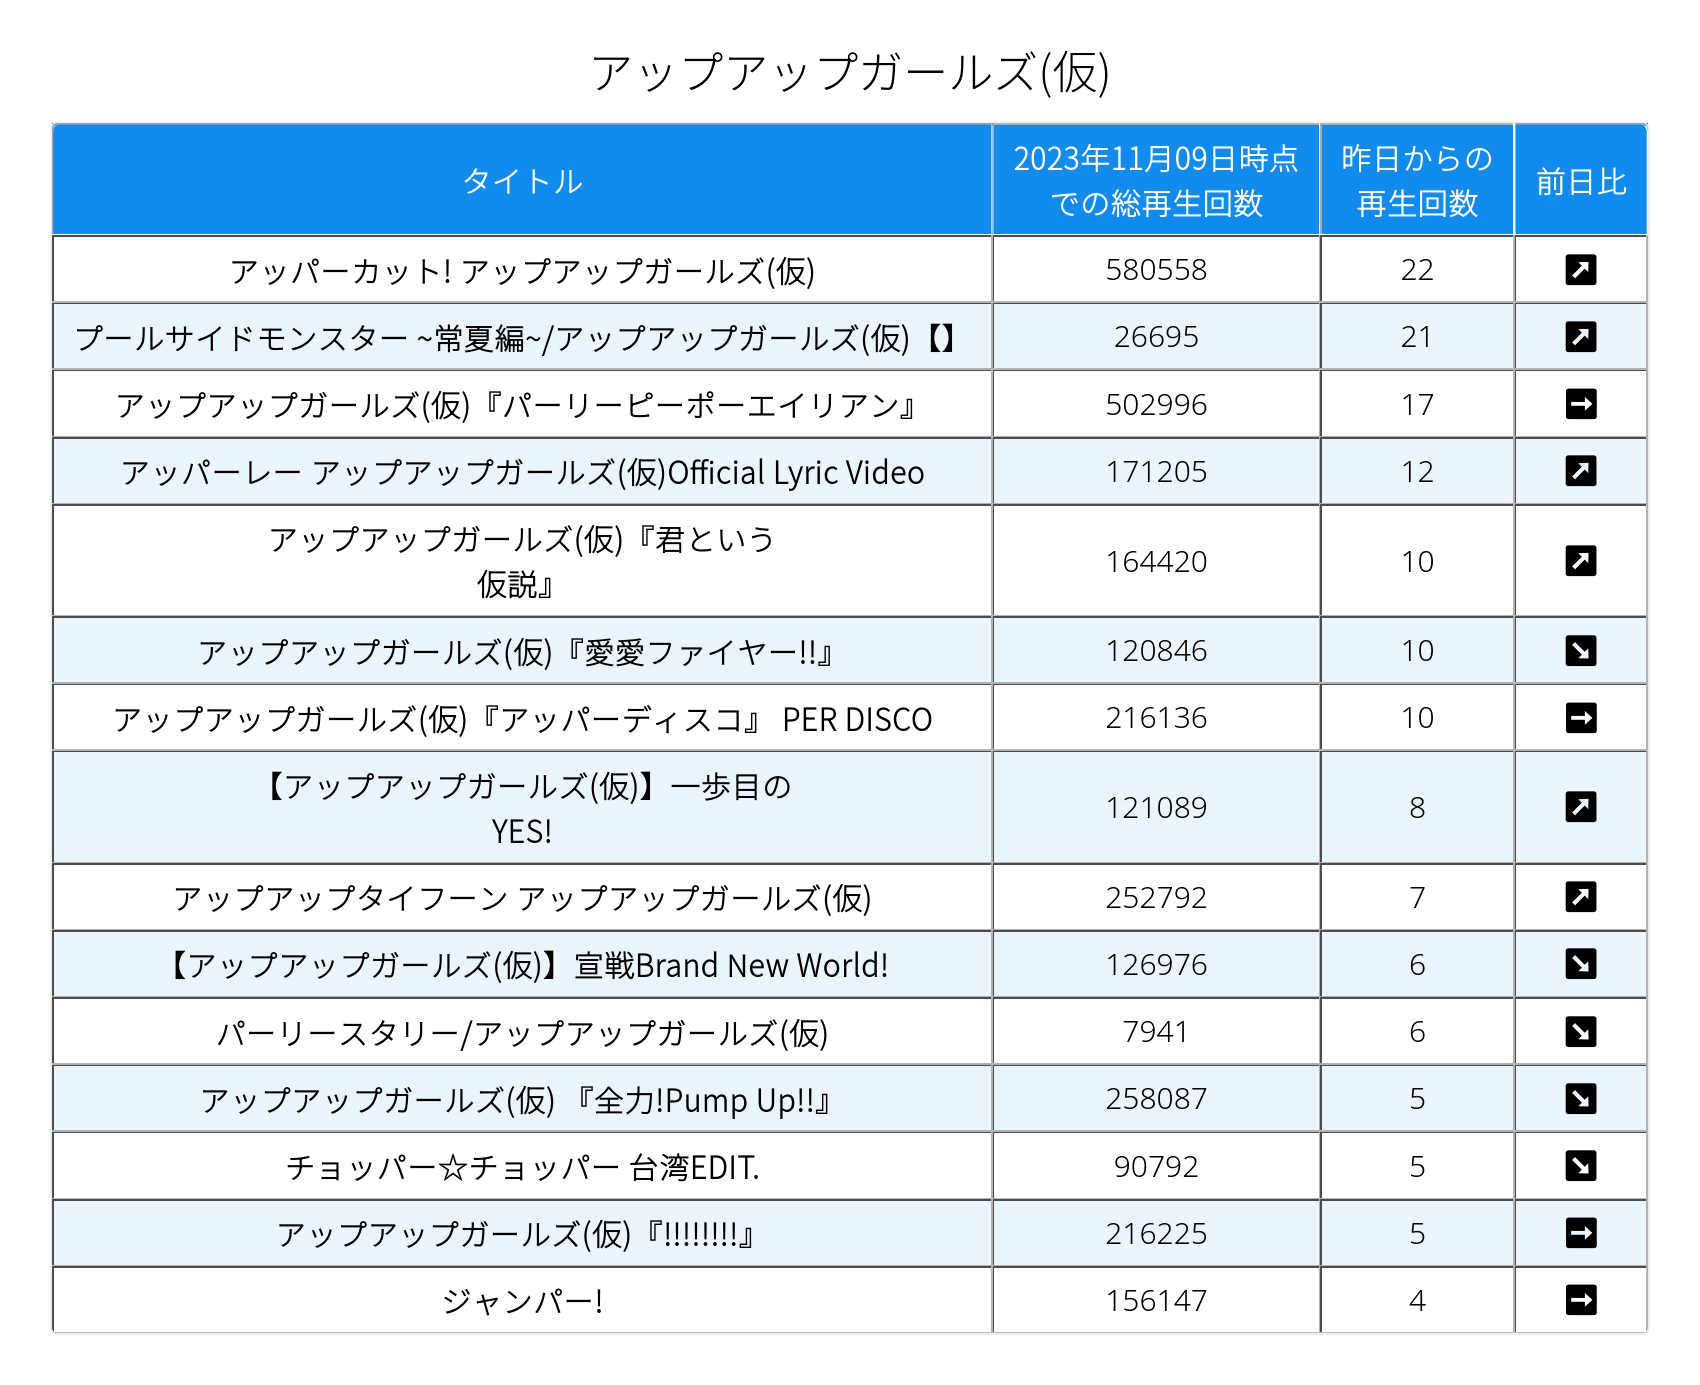 アップアップガールズ(仮)
タイトル 2023年11月09日時点 昨日からの 前日比
での総再生回数 再生回数
アッパーカット! アップアップガールズ(仮) 580558 22 ↗
プールサイドモンスター ~常夏編~/アップアップガールズ(仮)【】 26695 21 ↗
アップアップガールズ(仮)『パーリーピーポーエイリアン』 502996 17 →
アッパーレー アップアップガールズ(仮)Official Lyric Video 171205 12 ↗
アップアップガールズ(仮)『君という
仮説』 164420 10 ↗
アップアップガールズ(仮)『愛愛ファイヤー!!』 120846 10 ↘
アップアップガールズ(仮)『アッパーディスコ』 PER DISCO 216136 10 →
【アップアップガールズ(仮)】一歩目の
YES! 121089 8 ↗
アップアップタイフーン アップアップガールズ(仮) 252792 7 ↗
【アップアップガールズ(仮)】宣戦Brand New World! 126976 6 ↘
パーリースタリー/アップアップガールズ(仮) 7941 6 ↘
アップアップガールズ(仮) 『全力!Pump Up!!』 258087 5 ↘
チョッパー☆チョッパー 台湾EDIT. 90792 5 ↘
アップアップガールズ(仮)『!!!!!!!!』 216225 5 →
ジャンパー! 156147 4 →